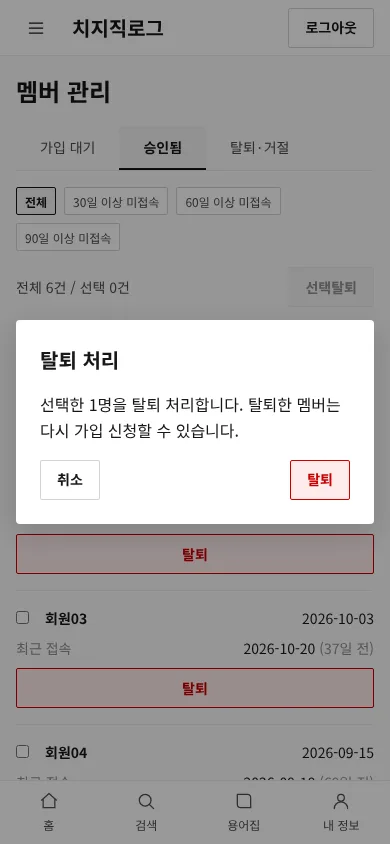 치지직로그
로그아웃
멤버 관리
가입 대기
승인됨
탈퇴·거절
전체
30일 이상 미접속
60일 이상 미접속
90일 이상 미접속
전체 6건 / 선택 0건
선택탈퇴
탈퇴 처리
선택한 1명을 탈퇴 처리합니다. 탈퇴한 멤버는
다시 가입 신청할 수 있습니다.
취소
탈퇴
탈퇴
회원03
2026-10-03
최근 접속
2026-10-20 (37일 전)
탈퇴
회원04
2026-09-15
홈
검색
용어집
내 정보